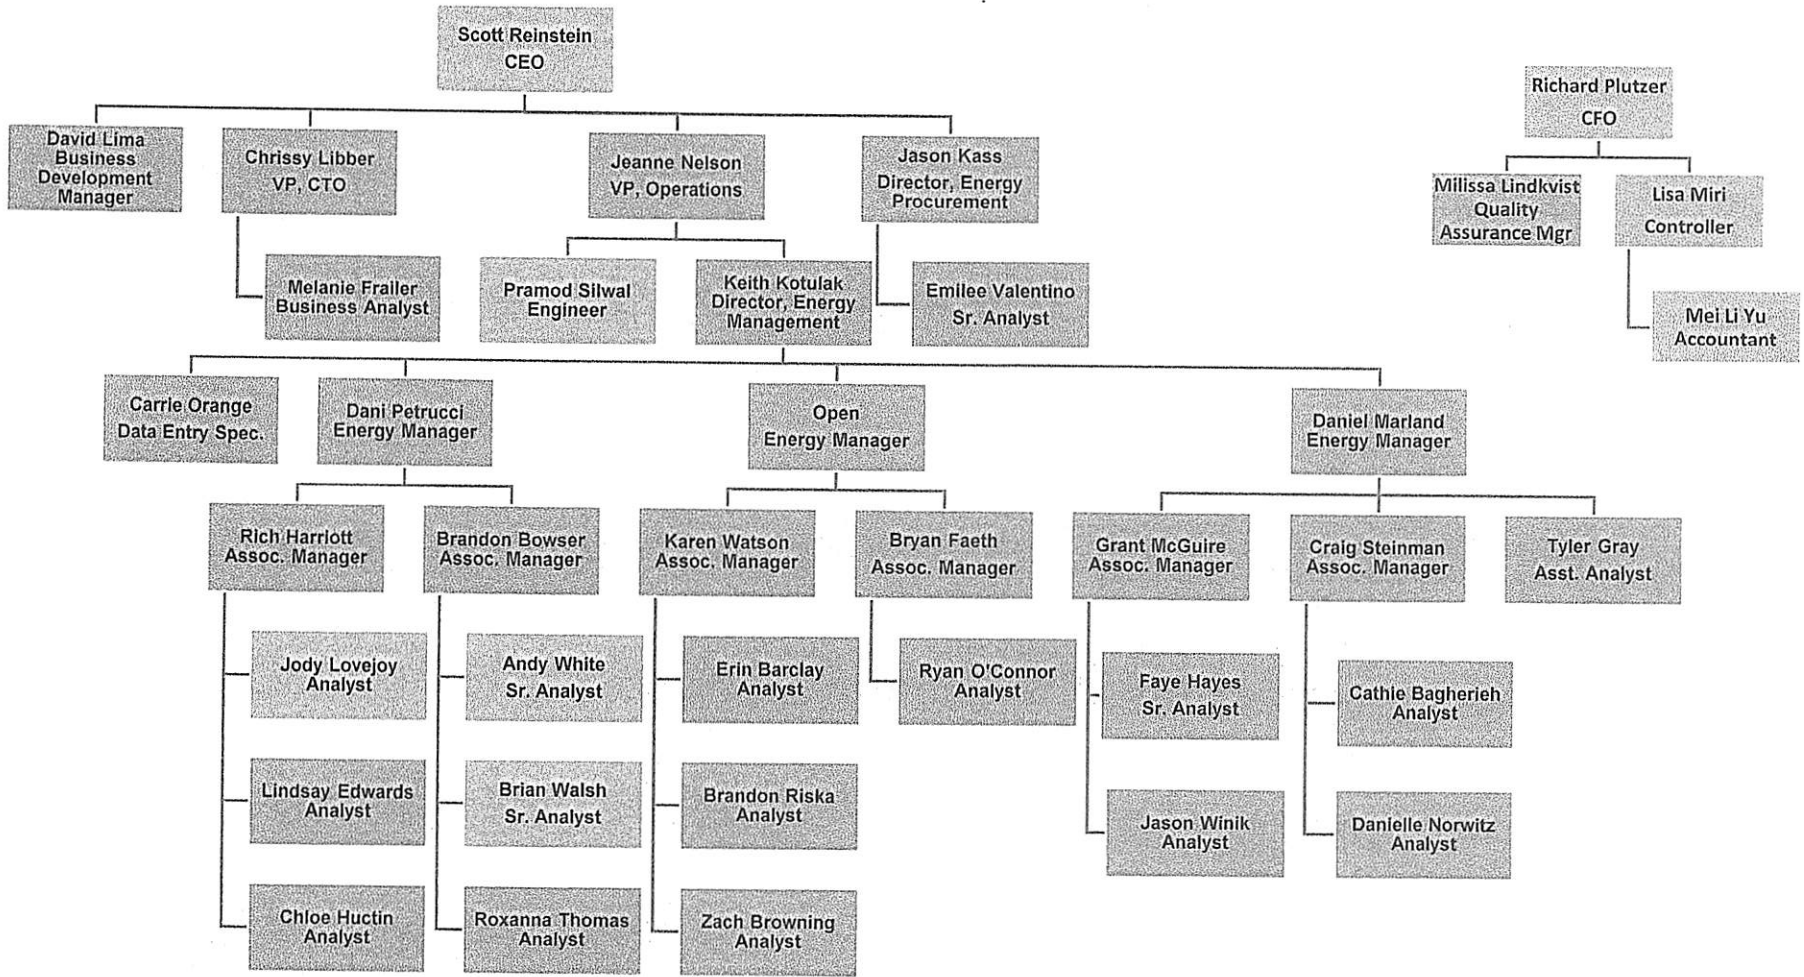 Scott Reinstein
CEO
Richard Plutzer
CFO
David Lima
Business
Development
Manager
Chrissy Libber
VP, CTO
Jeanne Nelson
VP, Operations
Jason Kass
Director, Energy
Procurement
Milissa Lindkvist
Quality
Assurance Mgr
Lisa Miri
Controller
Melanie Frailer
Business Analyst
Pramod Silwal
Engineer
Keith Kotulak
Director, Energy
Management
Emilee Valentino
Sr. Analyst
Mei Li Yu
Accountant
Carrie Orange
Data Entry Spec.
Dani Petrucci
Energy Manager
Open
Energy Manager
Daniel Marland
Energy Manager
Rich Harriott
Assoc. Manager
Brandon Bowser
Assoc. Manager
Karen Watson
Assoc. Manager
Bryan Faeth
Assoc. Manager
Grant McGuire
Assoc. Manager
Craig Steinman
Assoc. Manager
Tyler Gray
Asst. Analyst
Jody Lovejoy
Analyst
Andy White
Sr. Analyst
Erin Barclay
Analyst
Ryan O'Connor
Analyst
Faye Hayes
Sr. Analyst
Cathie Bagherieh
Analyst
Lindsay Edwards
Analyst
Brian Walsh
Sr. Analyst
Brandon Riska
Analyst
Jason Winik
Analyst
Danielle Norwitz
Analyst
Chloe Huctin
Analyst
Roxanna Thomas
Analyst
Zach Browning
Analyst